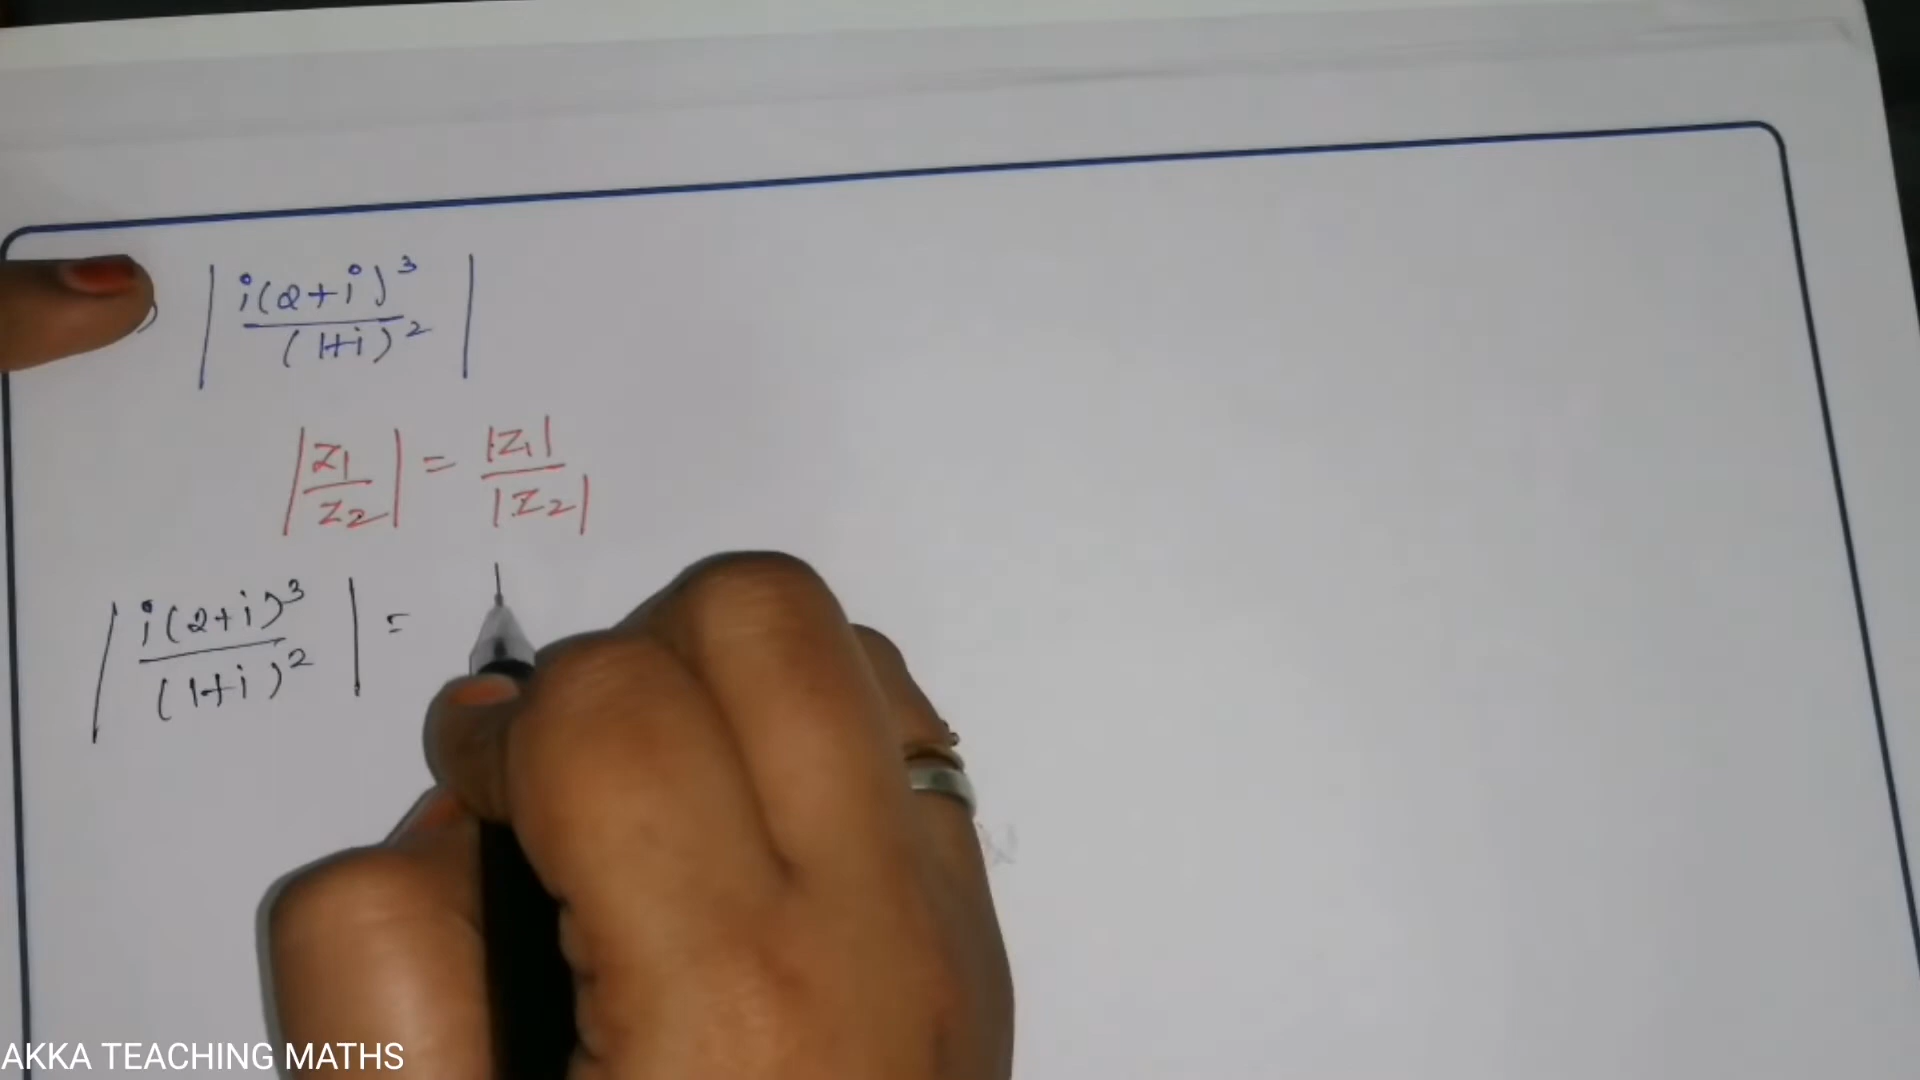 | i(2+i)³ / (1+i)² |
| z₁ / z₂ | = |z₁| / |z₂|
| i(2+i)³ / (1+i)² | = |
AKKA TEACHING MATHS